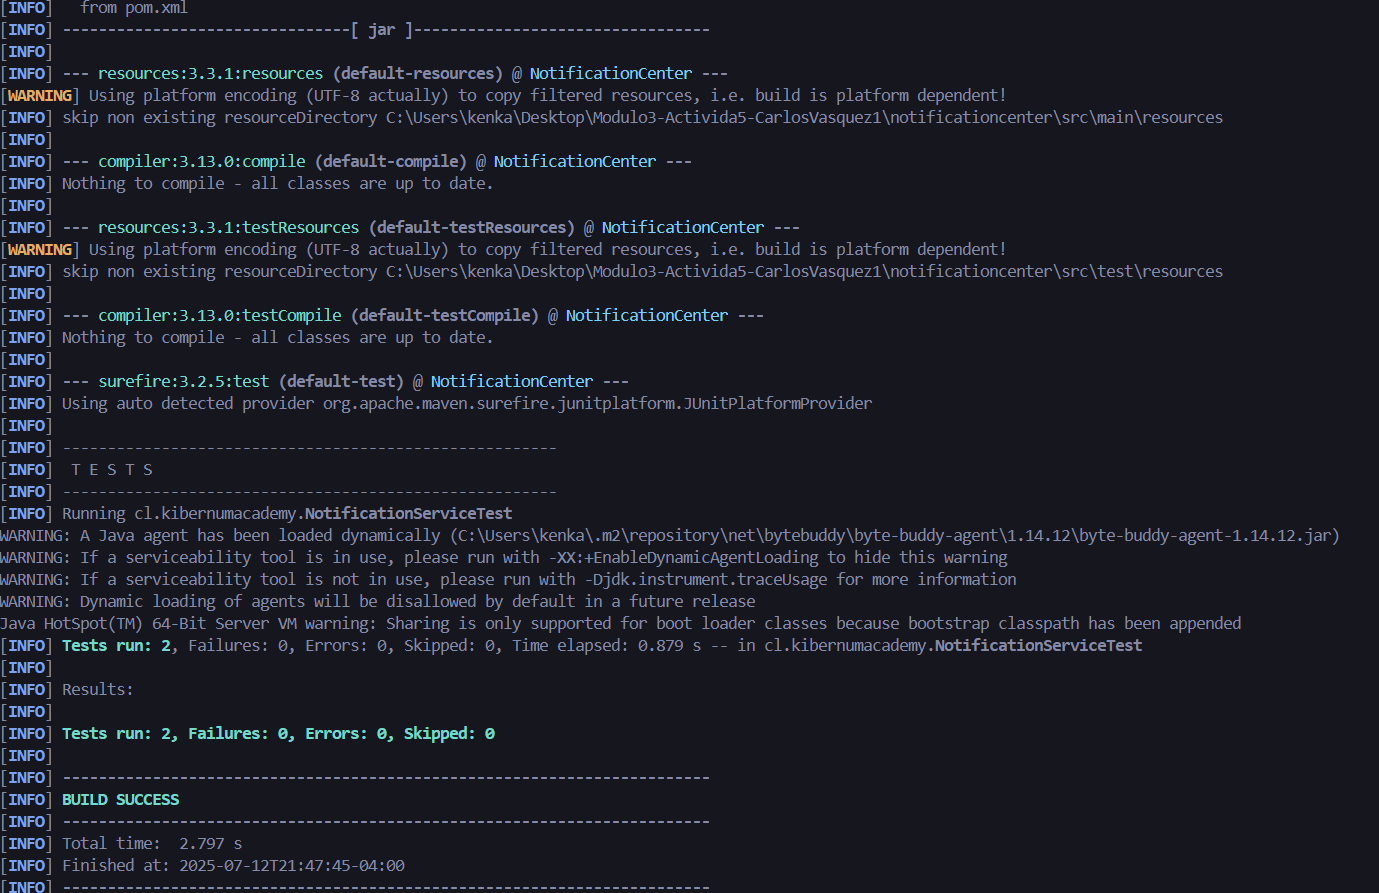 [INFO]   from pom.xml
[INFO] --------------------------------[ jar ]---------------------------------
[INFO]
[INFO] --- resources:3.3.1:resources (default-resources) @ NotificationCenter ---
[WARNING] Using platform encoding (UTF-8 actually) to copy filtered resources, i.e. build is platform dependent!
[INFO] skip non existing resourceDirectory C:\Users\kenka\Desktop\Modulo3-Activida5-CarlosVasquez1\notificationcenter\src\main\resources
[INFO]
[INFO] --- compiler:3.13.0:compile (default-compile) @ NotificationCenter ---
[INFO] Nothing to compile - all classes are up to date.
[INFO]
[INFO] --- resources:3.3.1:testResources (default-testResources) @ NotificationCenter ---
[WARNING] Using platform encoding (UTF-8 actually) to copy filtered resources, i.e. build is platform dependent!
[INFO] skip non existing resourceDirectory C:\Users\kenka\Desktop\Modulo3-Activida5-CarlosVasquez1\notificationcenter\src\test\resources
[INFO]
[INFO] --- compiler:3.13.0:testCompile (default-testCompile) @ NotificationCenter ---
[INFO] Nothing to compile - all classes are up to date.
[INFO]
[INFO] --- surefire:3.2.5:test (default-test) @ NotificationCenter ---
[INFO] Using auto detected provider org.apache.maven.surefire.junitplatform.JUnitPlatformProvider
[INFO]
[INFO] -------------------------------------------------------
[INFO]  T E S T S
[INFO] -------------------------------------------------------
[INFO] Running cl.kibernumacademy.NotificationServiceTest
WARNING: A Java agent has been loaded dynamically (C:\Users\kenka\.m2\repository\net\bytebuddy\byte-buddy-agent\1.14.12\byte-buddy-agent-1.14.12.jar)
WARNING: If a serviceability tool is in use, please run with -XX:+EnableDynamicAgentLoading to hide this warning
WARNING: If a serviceability tool is not in use, please run with -Djdk.instrument.traceUsage for more information
WARNING: Dynamic loading of agents will be disallowed by default in a future release
Java HotSpot(TM) 64-Bit Server VM warning: Sharing is only supported for boot loader classes because bootstrap classpath has been appended
[INFO] Tests run: 2, Failures: 0, Errors: 0, Skipped: 0, Time elapsed: 0.879 s -- in cl.kibernumacademy.NotificationServiceTest
[INFO]
[INFO] Results:
[INFO]
[INFO] Tests run: 2, Failures: 0, Errors: 0, Skipped: 0
[INFO]
[INFO] ------------------------------------------------------------------------
[INFO] BUILD SUCCESS
[INFO] ------------------------------------------------------------------------
[INFO] Total time:  2.797 s
[INFO] Finished at: 2025-07-12T21:47:45-04:00
[INFO] ------------------------------------------------------------------------